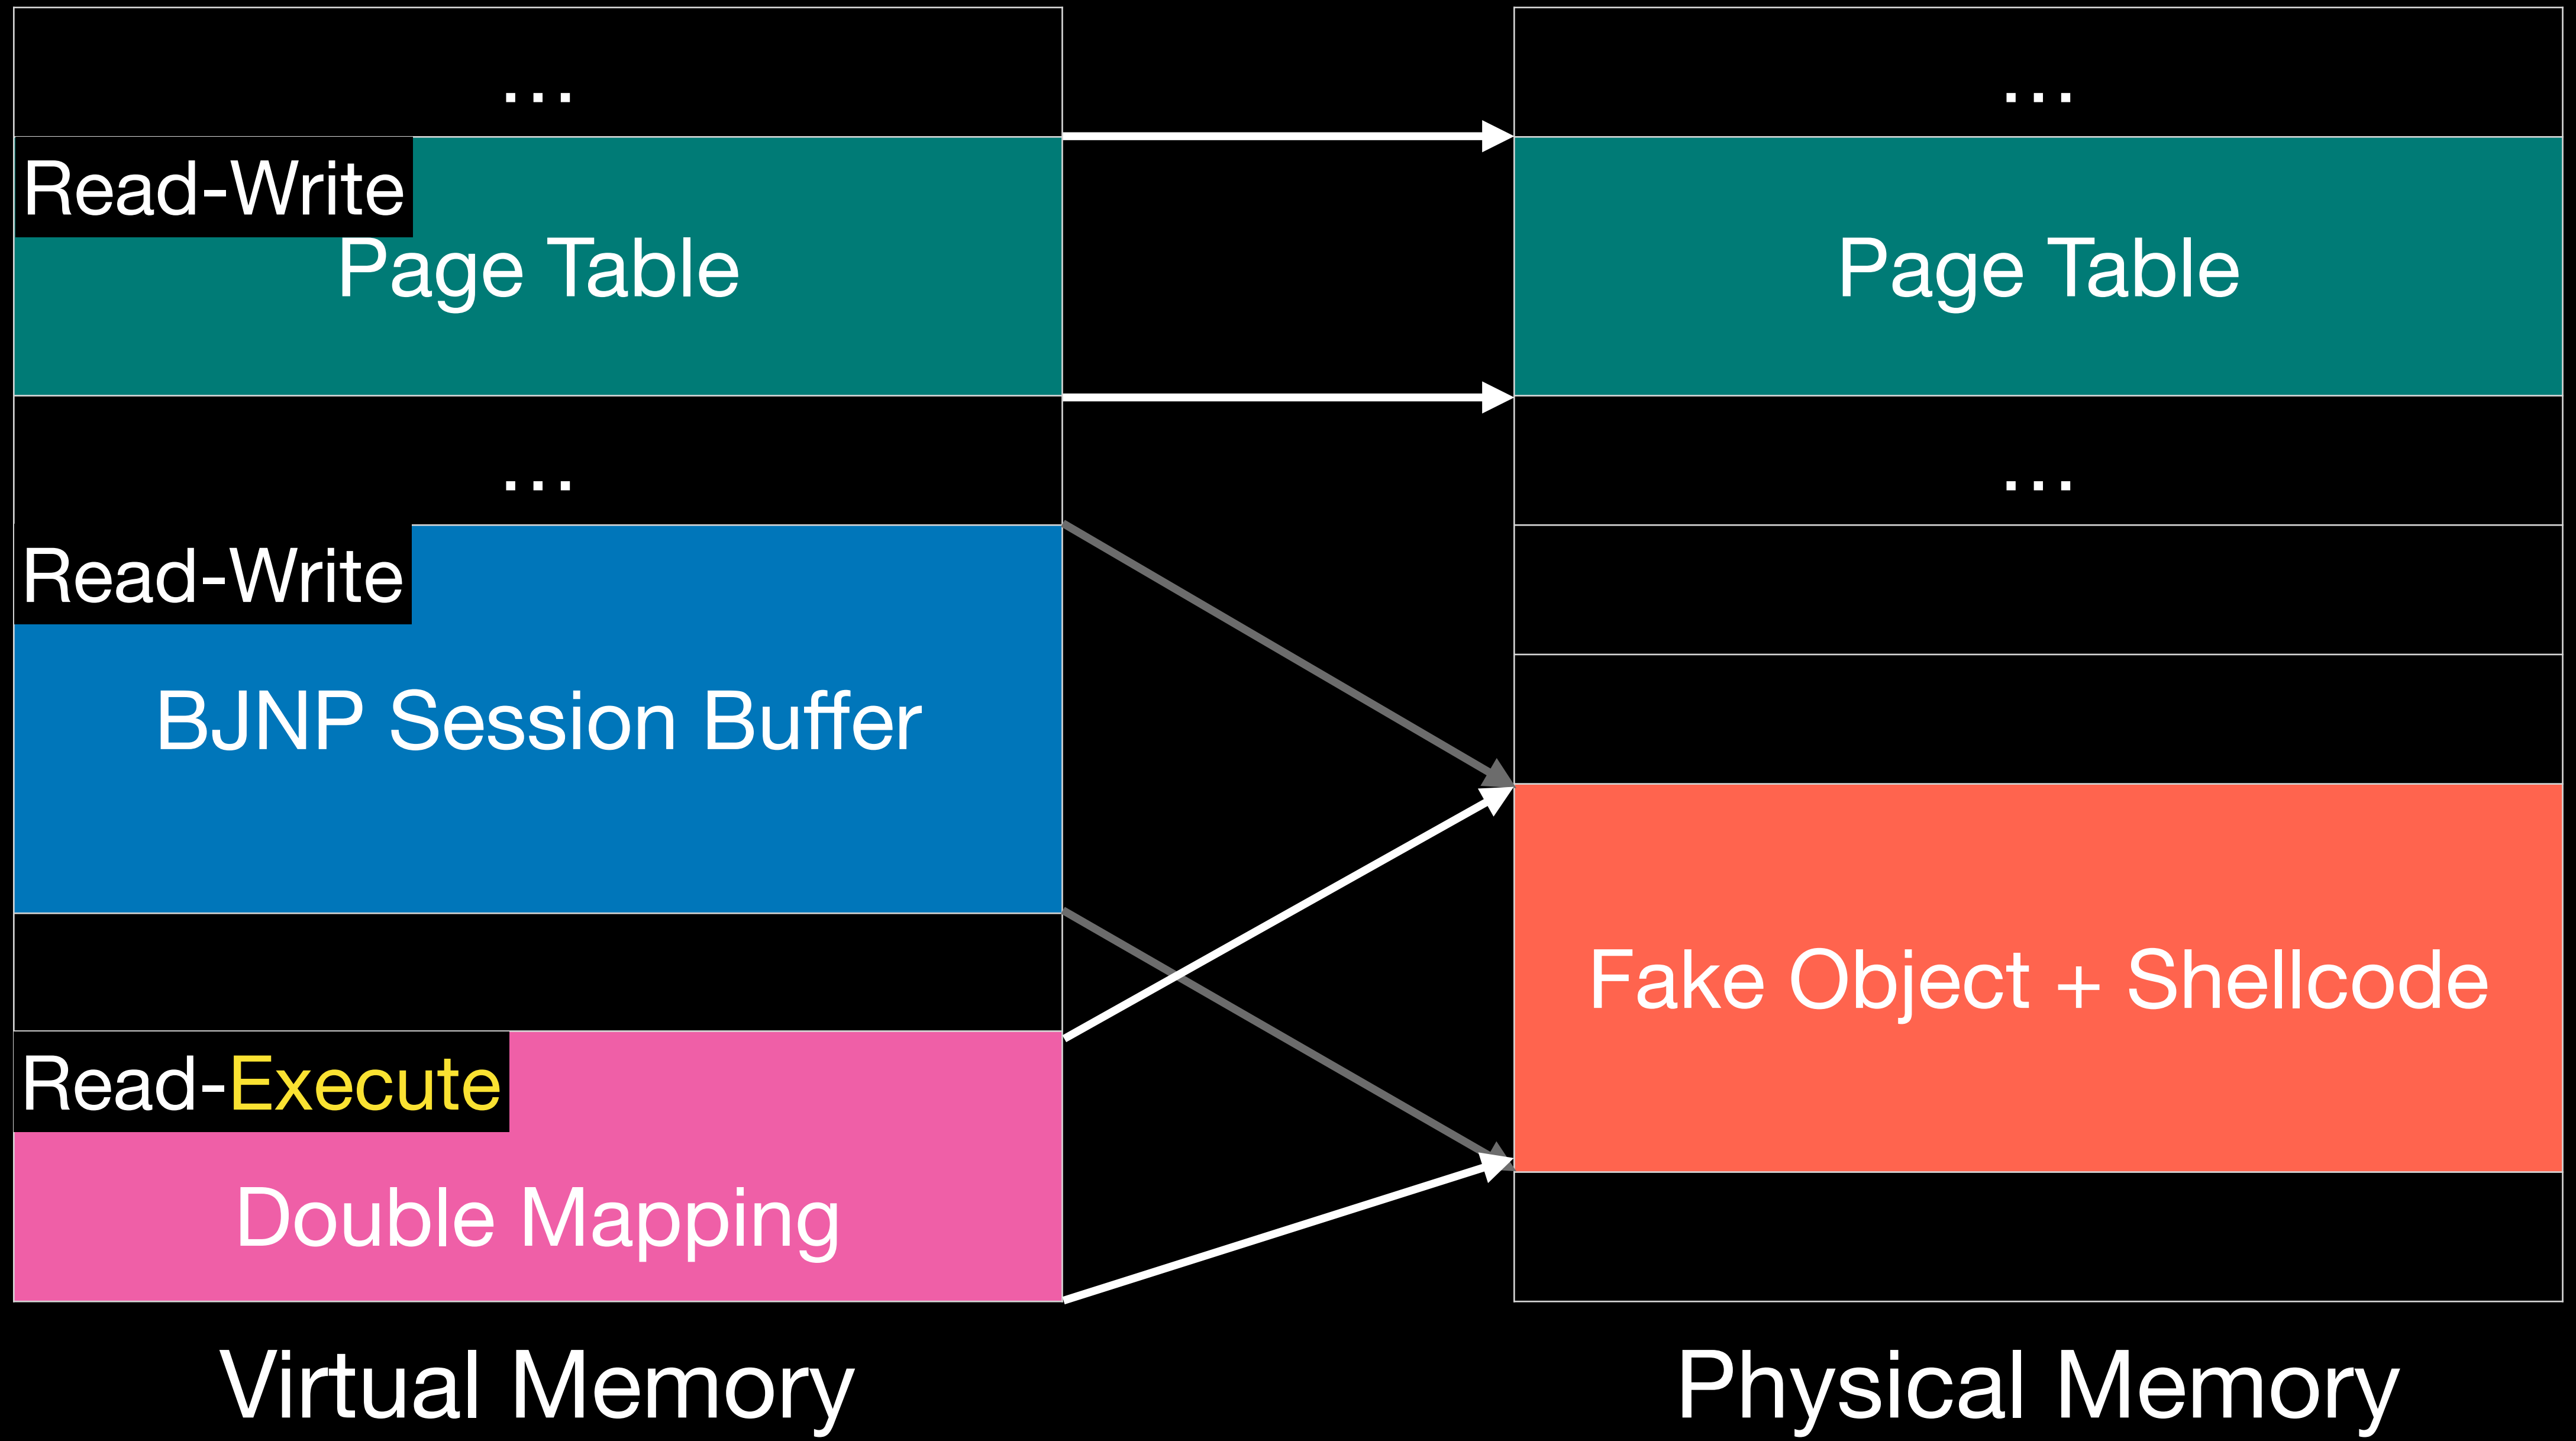 ...
Read-Write
Page Table
...
Read-Write
BJNP Session Buffer
Read-Execute
Double Mapping
Virtual Memory
...
Page Table
...
Fake Object + Shellcode
Physical Memory